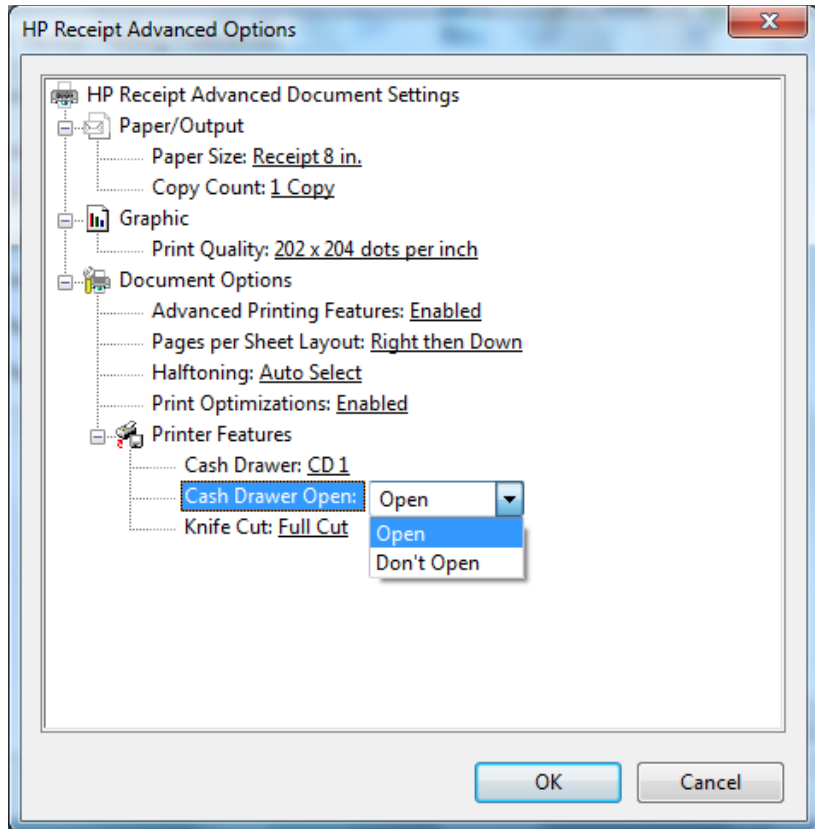 HP Receipt Advanced Options
HP Receipt Advanced Document Settings
Paper/Output
Paper Size: Receipt 8 in.
Copy Count: 1 Copy
Graphic
Print Quality: 202 x 204 dots per inch
Document Options
Advanced Printing Features: Enabled
Pages per Sheet Layout: Right then Down
Halftoning: Auto Select
Print Optimizations: Enabled
Printer Features
Cash Drawer: CD 1
Cash Drawer Open: Open
Knife Cut: Full Cut
Open
Don't Open
OK Cancel